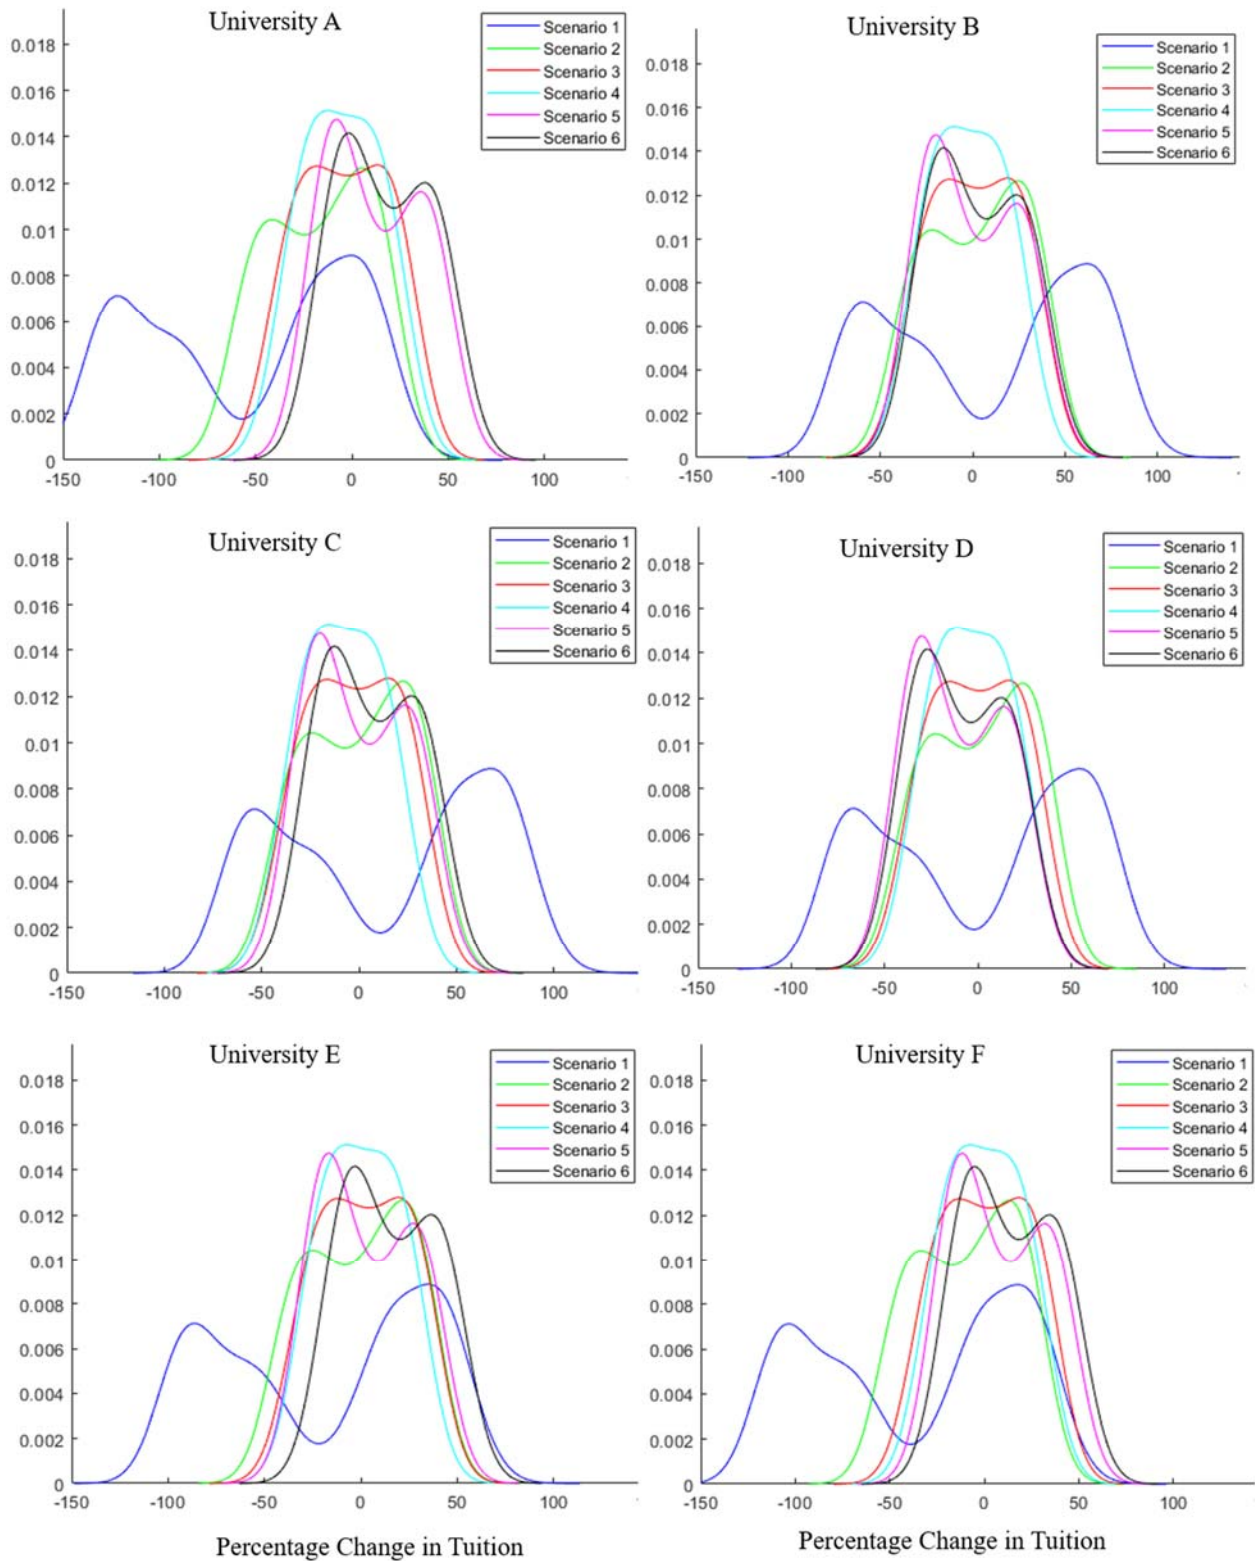 University A
Scenario 1
Scenario 2
Scenario 3
Scenario 4
Scenario 5
Scenario 6
0.018
0.016
0.014
0.012
0.01
0.008
0.006
0.004
0.002
0
-150 -100 -50 0 50 100
University B
Scenario 1
Scenario 2
Scenario 3
Scenario 4
Scenario 5
Scenario 6
0.018
0.016
0.014
0.012
0.01
0.008
0.006
0.004
0.002
0
-150 -100 -50 0 50 100
University C
Scenario 1
Scenario 2
Scenario 3
Scenario 4
Scenario 5
Scenario 6
0.018
0.016
0.014
0.012
0.01
0.008
0.006
0.004
0.002
0
-150 -100 -50 0 50 100
University D
Scenario 1
Scenario 2
Scenario 3
Scenario 4
Scenario 5
Scenario 6
0.018
0.016
0.014
0.012
0.01
0.008
0.006
0.004
0.002
0
-150 -100 -50 0 50 100
University E
Scenario 1
Scenario 2
Scenario 3
Scenario 4
Scenario 5
Scenario 6
0.018
0.016
0.014
0.012
0.01
0.008
0.006
0.004
0.002
0
-150 -100 -50 0 50 100
Percentage Change in Tuition
University F
Scenario 1
Scenario 2
Scenario 3
Scenario 4
Scenario 5
Scenario 6
0.018
0.016
0.014
0.012
0.01
0.008
0.006
0.004
0.002
0
-150 -100 -50 0 50 100
Percentage Change in Tuition